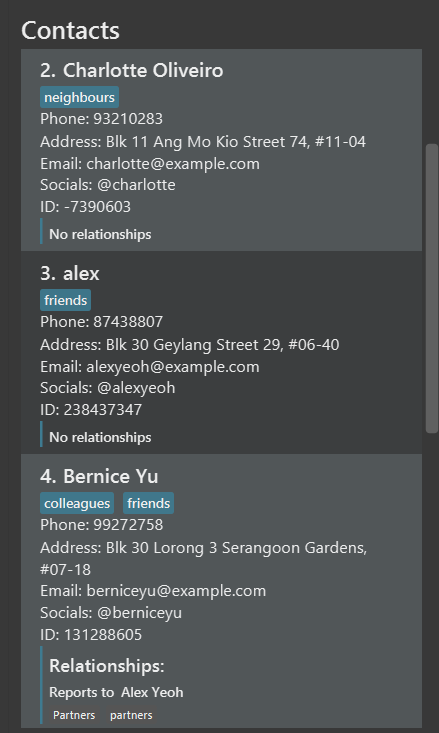 Contacts
2. Charlotte Oliveiro
neighbours
Phone: 93210283
Address: Blk 11 Ang Mo Kio Street 74, #11-04
Email: charlotte@example.com
Socials: @charlotte
ID: -7390603
No relationships
3. alex
friends
Phone: 87438807
Address: Blk 30 Geylang Street 29, #06-40
Email: alexyeoh@example.com
Socials: @alexyeoh
ID: 238437347
No relationships
4. Bernice Yu
colleagues friends
Phone: 99272758
Address: Blk 30 Lorong 3 Serangoon Gardens,
#07-18
Email: berniceyu@example.com
Socials: @berniceyu
ID: 131288605
Relationships:
Reports to Alex Yeoh
Partners partners